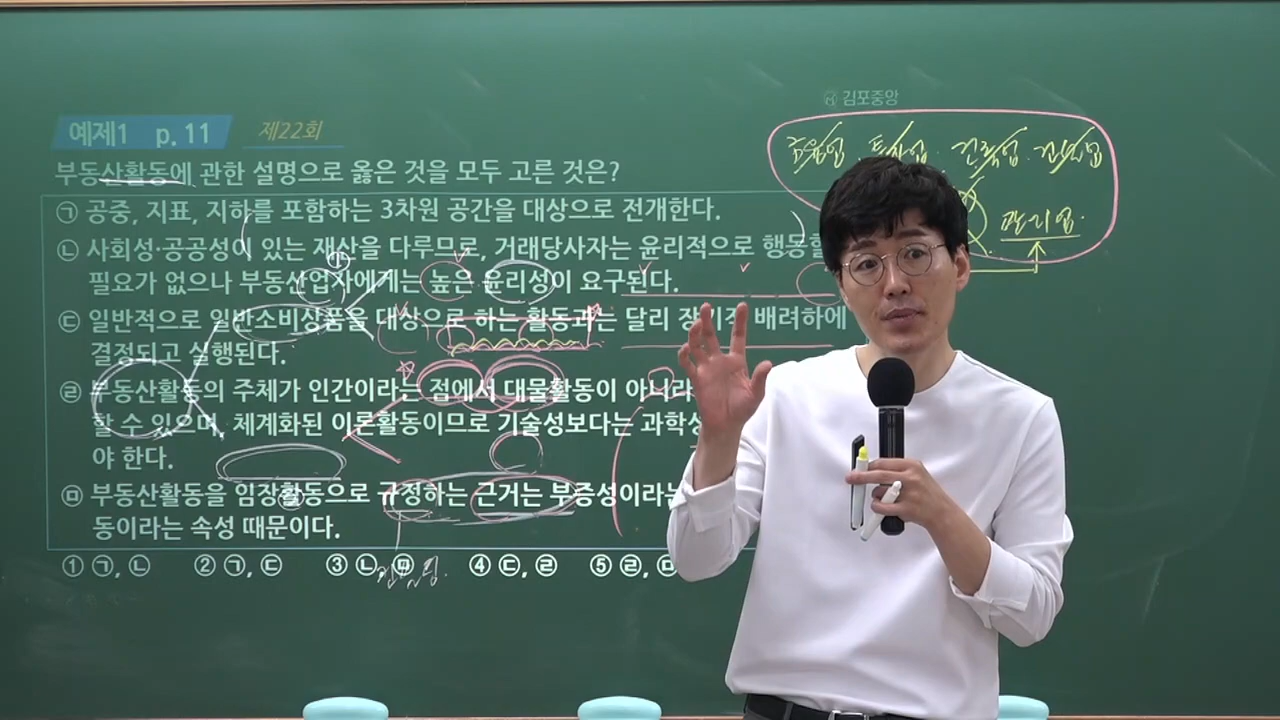 김포중앙
예제1 p. 11 제22회
부동산활동에 관한 설명으로 옳은 것을 모두 고른 것은?
㉠ 공중, 지표, 지하를 포함하는 3차원 공간을 대상으로 전개한다.
㉡ 사회성·공공성이 있는 재산을 다루므로, 거래당사자는 윤리적으로 행동할
필요가 없으나 부동산업자에게는 높은 윤리성이 요구된다.
㉢ 일반적으로 일반소비상품을 대상으로 하는 활동과는 달리 장기적 배려하에
결정되고 실행된다.
㉣ 부동산활동의 주체가 인간이라는 점에서 대물활동이 아니라
할 수 있으며, 체계화된 이론활동이므로 기술성보다는 과학성
야 한다.
㉤ 부동산활동을 임장활동으로 규정하는 근거는 부증성이라는
동이라는 속성 때문이다.
① ㉠, ㉡ ② ㉠, ㉢ ③ ㉡, ㉤ ④ ㉢, ㉣ ⑤ ㉣, ㉤
관리업